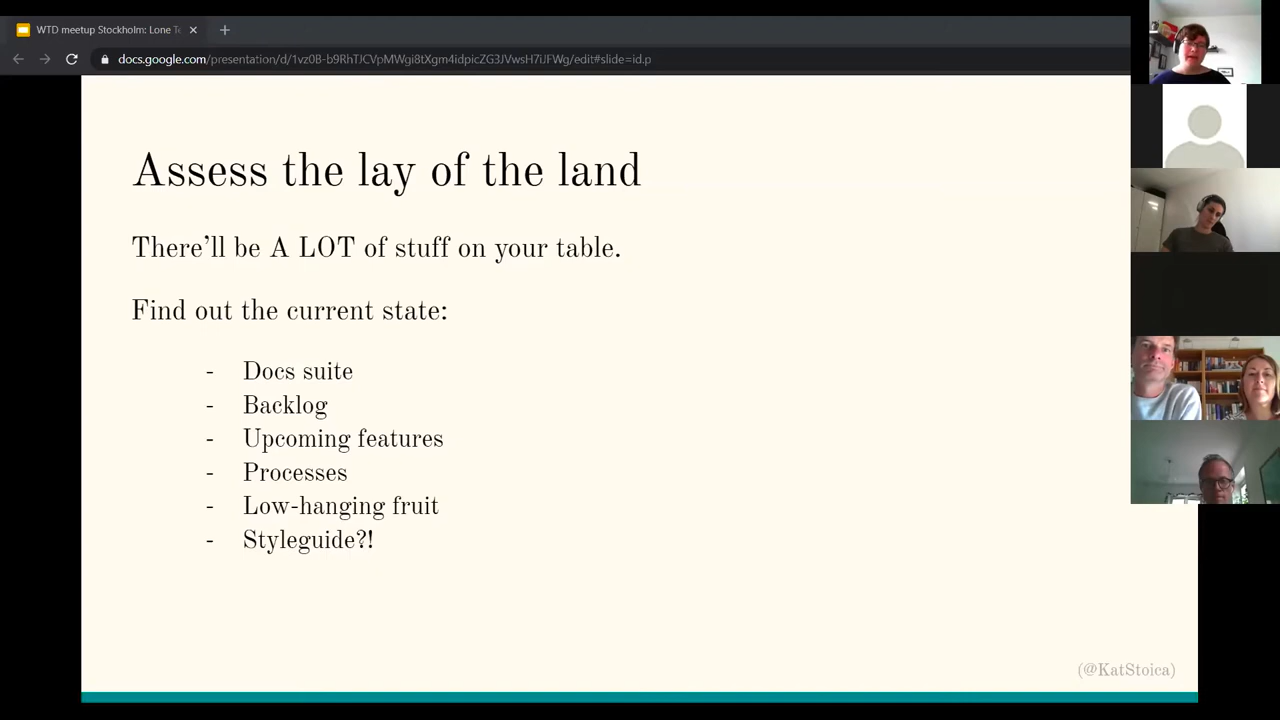 WTD meetup Stockholm: Lone Te
docs.google.com/presentation/d/1vz0B-b9RhTJCVpMWgi8tXgm4idpicZG3JVwsH7iJFWg/edit#slide=id.p
Assess the lay of the land
There'll be A LOT of stuff on your table.
Find out the current state:
- Docs suite
- Backlog
- Upcoming features
- Processes
- Low-hanging fruit
- Styleguide?!
(@KatStoica)